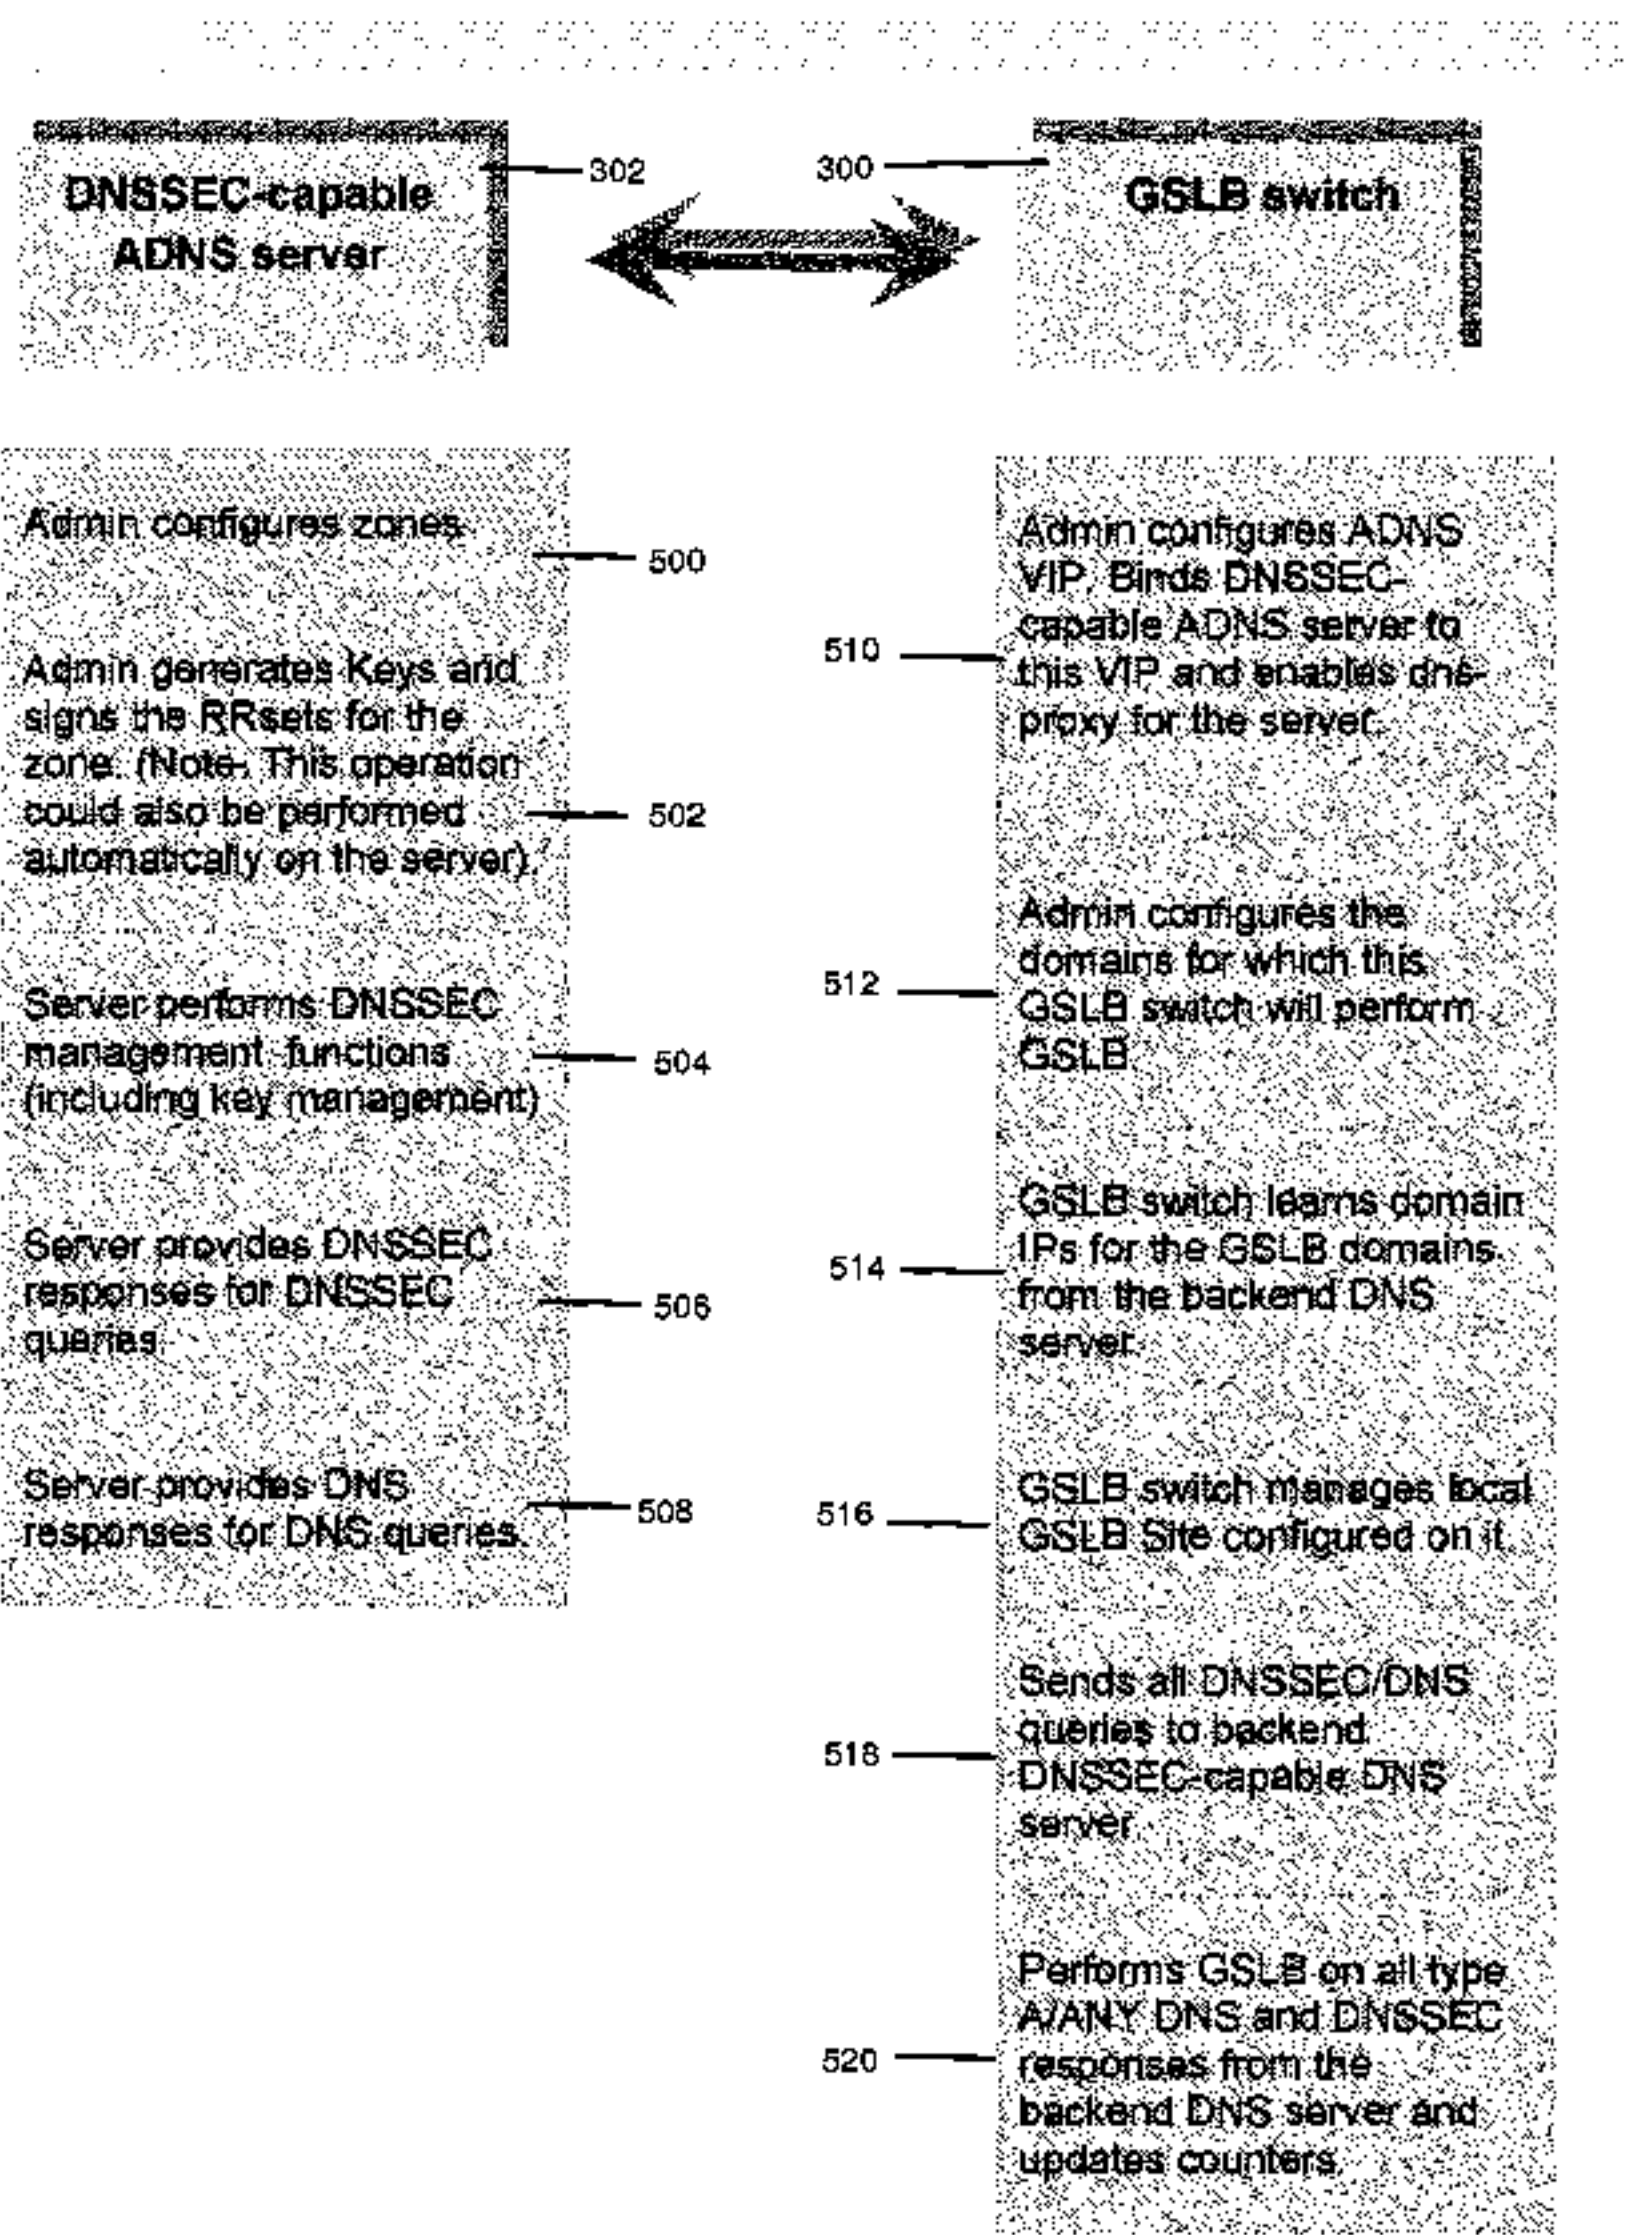 DNSSEC-capable
ADNS server
302
300
GSLB switch
Admin configures zones
500
Admin generates Keys and
signs the RRsets for the
zone. (Note- This operation
could also be performed
automatically on the server).
502
Server performs DNSSEC
management functions
(including key management)
504
Server provides DNSSEC
responses for DNSSEC
queries
506
Server provides DNS
responses for DNS queries.
508
Admin configures ADNS
VIP. Binds DNSSEC-
capable ADNS server to
this VIP and enables dns-
proxy for the server.
510
Admin configures the
domains for which this
GSLB switch will perform
GSLB.
512
GSLB switch learns domain
IPs for the GSLB domains
from the backend DNS
server.
514
GSLB switch manages local
GSLB Site configured on it.
516
Sends all DNSSEC/DNS
queries to backend
DNSSEC-capable DNS
server
518
Performs GSLB on all type
A/ANY DNS and DNSSEC
responses from the
backend DNS server and
updates counters.
520